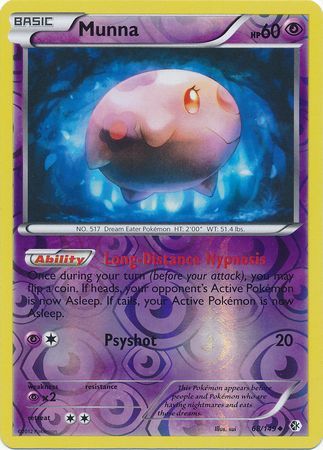 BASIC
Munna
HP60
NO. 517 Dream Eater Pokémon HT: 2'00" WT: 51.4 lbs.
Ability Long-Distance Hypnosis
Once during your turn (before your attack), you may
flip a coin. If heads, your opponent's Active Pokémon
is now Asleep. If tails, your Active Pokémon is now
Asleep.
Psyshot 20
weakness resistance
×2
retreat
This Pokémon appears before
people and Pokémon who are
having nightmares and eats
those dreams.
Illus. sui
68/149